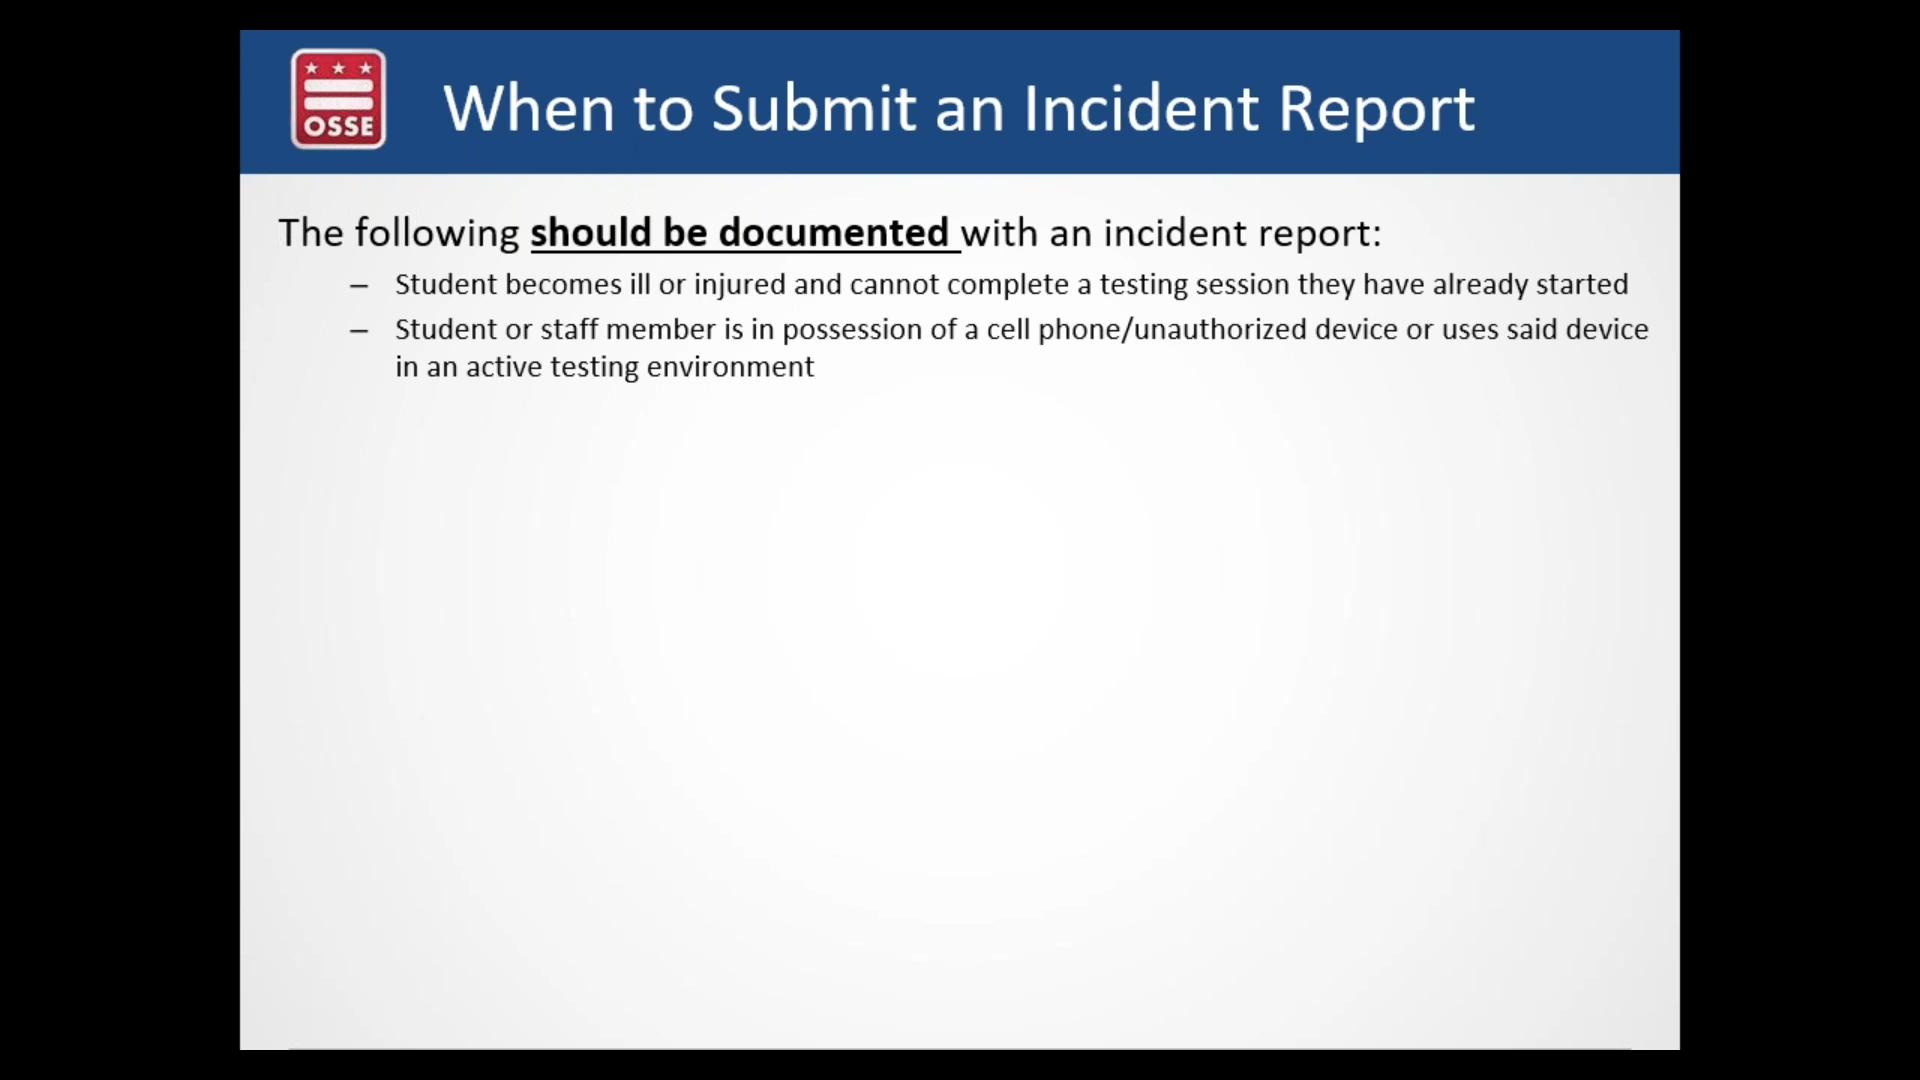 OSSE
When to Submit an Incident Report
The following should be documented with an incident report:
– Student becomes ill or injured and cannot complete a testing session they have already started
– Student or staff member is in possession of a cell phone/unauthorized device or uses said device
in an active testing environment